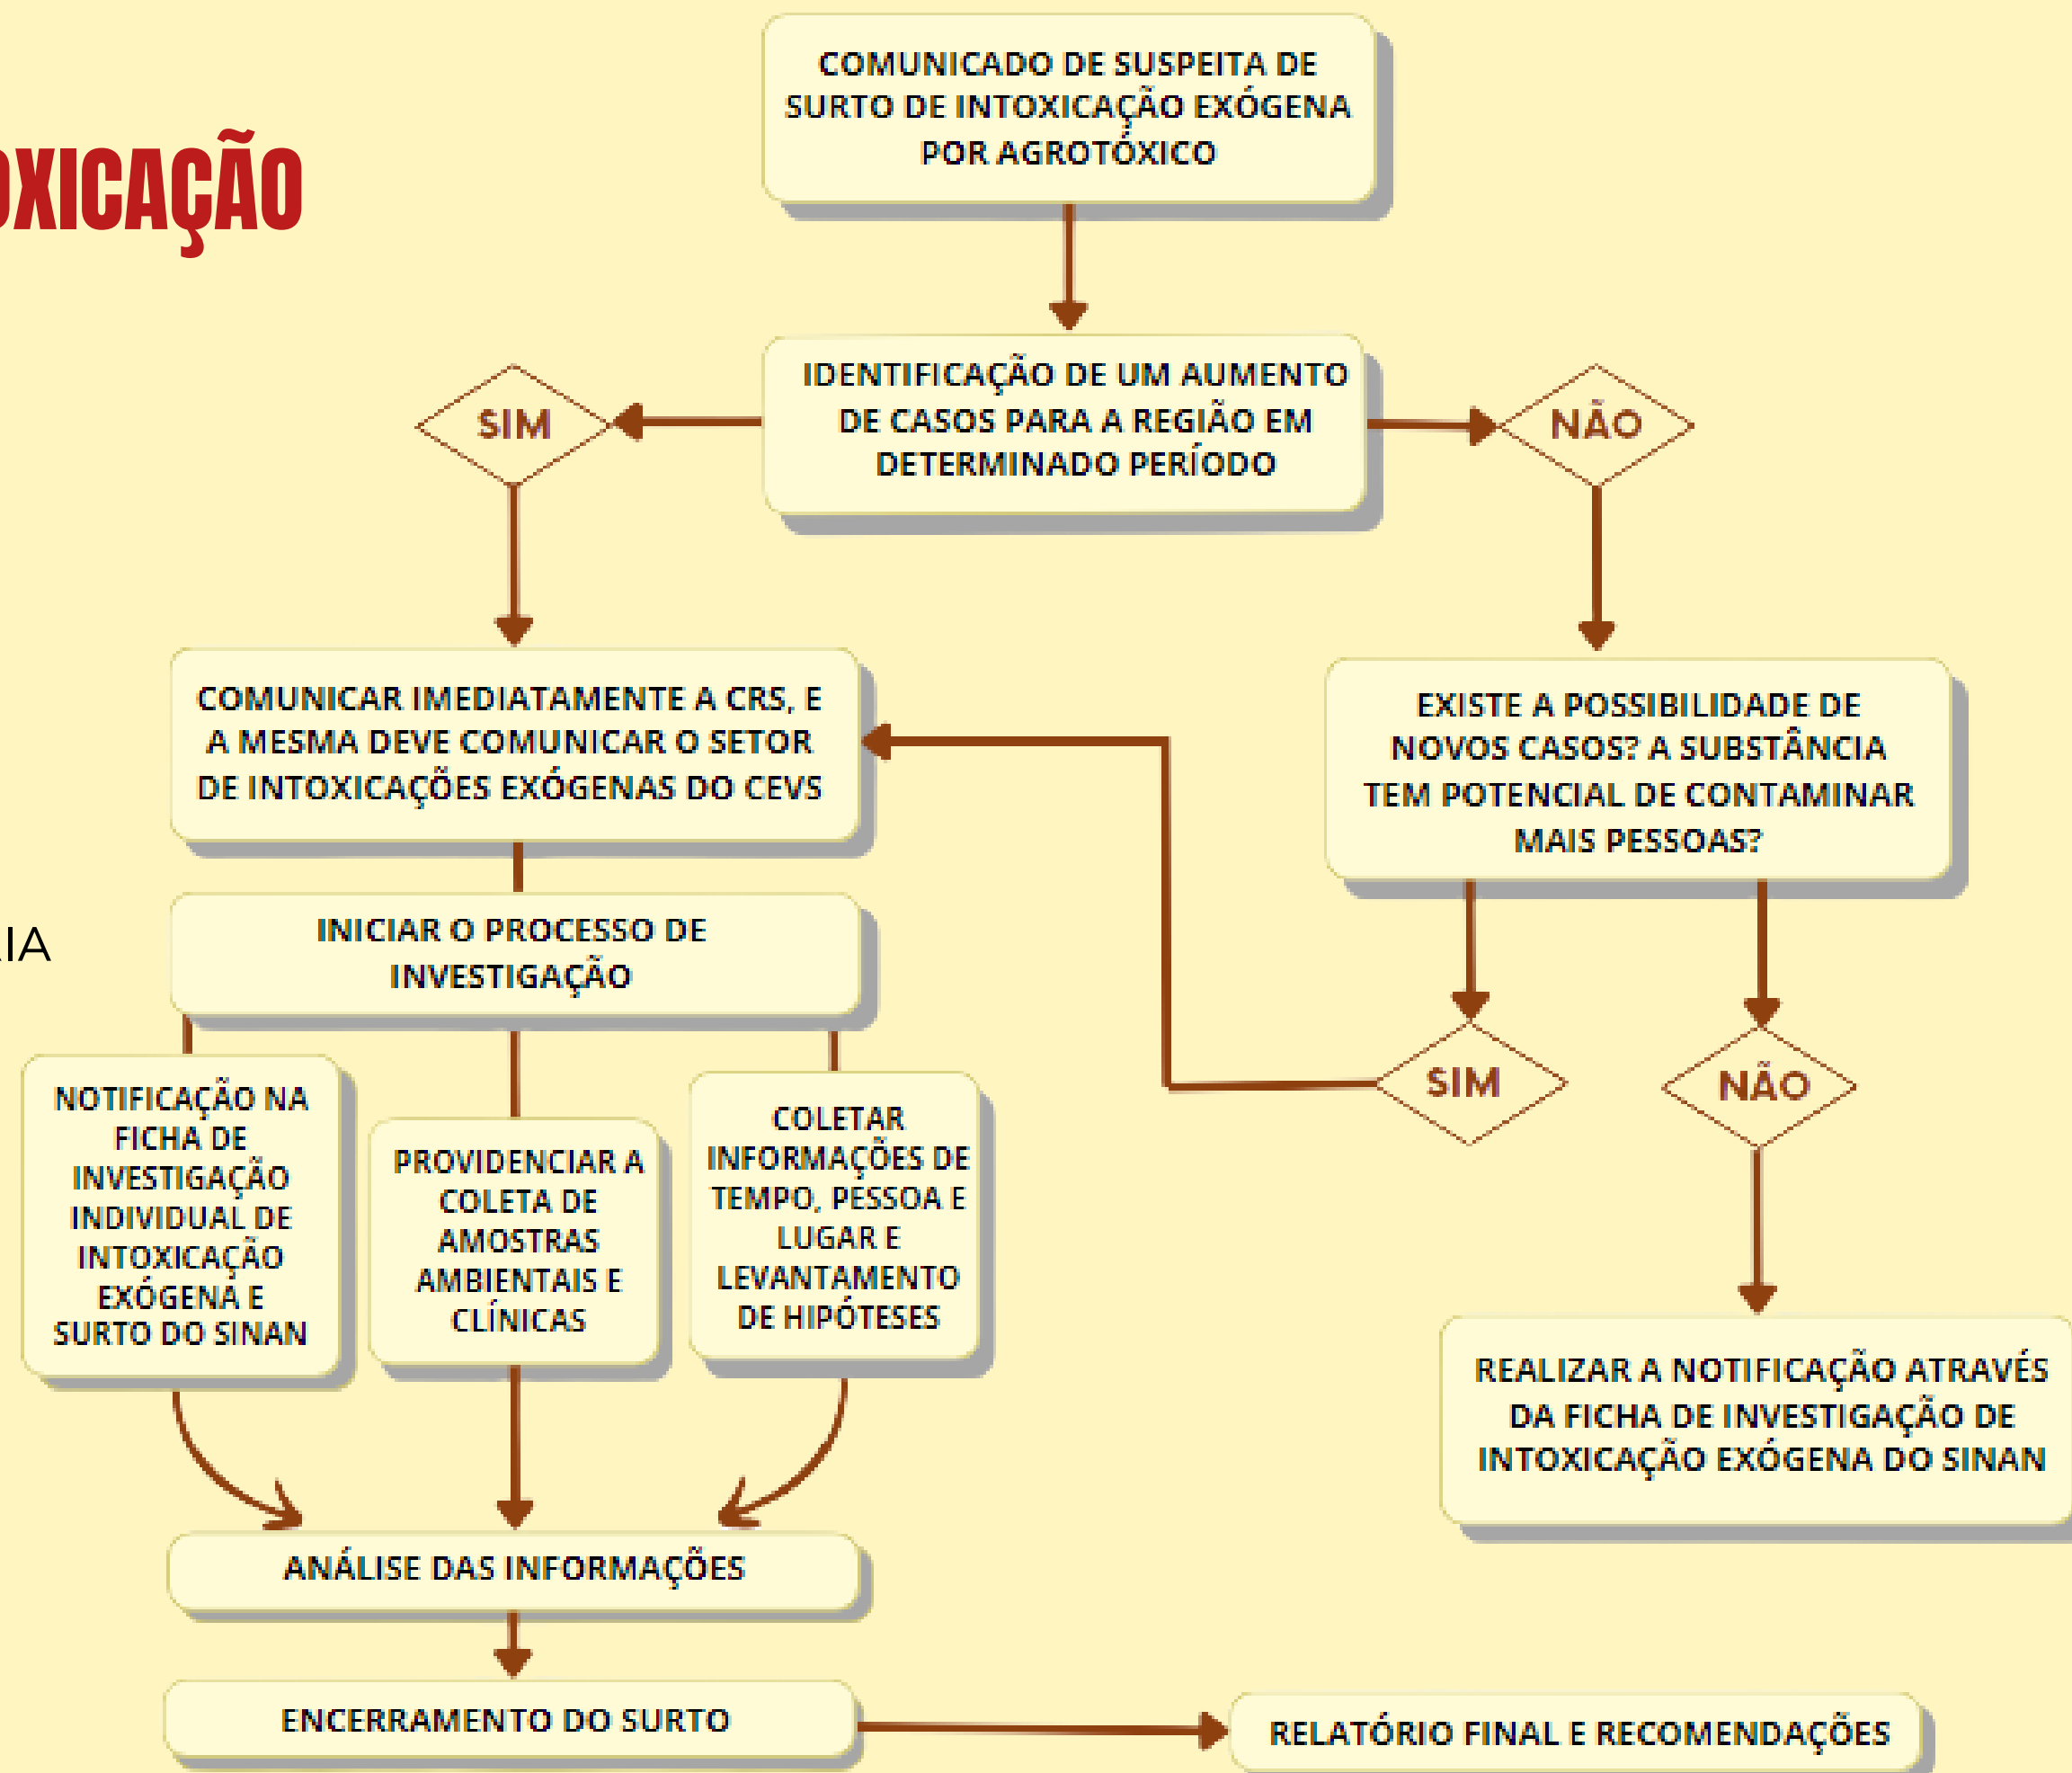 COMUNICADO DE SUSPEITA DE
SURTO DE INTOXICAÇÃO EXÓGENA
POR AGROTÓXICO
OXICAÇÃO
IDENTIFICAÇÃO DE UM AUMENTO
DE CASOS PARA A REGIÃO EM
DETERMINADO PERÍODO
SIM
NÃO
COMUNICAR IMEDIATAMENTE A CRS, E
A MESMA DEVE COMUNICAR O SETOR
DE INTOXICAÇÕES EXÓGENAS DO CEVS
EXISTE A POSSIBILIDADE DE
NOVOS CASOS? A SUBSTÂNCIA
TEM POTENCIAL DE CONTAMINAR
MAIS PESSOAS?
INICIAR O PROCESSO DE
INVESTIGAÇÃO
IA
SIM
NÃO
NOTIFICAÇÃO NA
FICHA DE
INVESTIGAÇÃO
INDIVIDUAL DE
INTOXICAÇÃO
EXÓGENA E
SURTO DO SINAN
PROVIDENCIAR A
COLETA DE
AMOSTRAS
AMBIENTAIS E
CLÍNICAS
COLETAR
INFORMAÇÕES DE
TEMPO, PESSOA E
LUGAR E
LEVANTAMENTO
DE HIPÓTESES
REALIZAR A NOTIFICAÇÃO ATRAVÉS
DA FICHA DE INVESTIGAÇÃO DE
INTOXICAÇÃO EXÓGENA DO SINAN
ANÁLISE DAS INFORMAÇÕES
ENCERRAMENTO DO SURTO
RELATÓRIO FINAL E RECOMENDAÇÕES